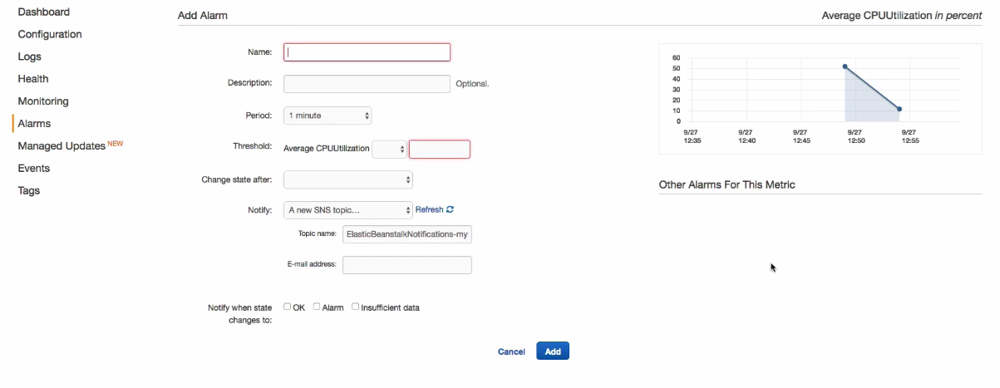 Dashboard
Configuration
Logs
Health
Monitoring
Alarms
Managed Updates NEW
Events
Tags
Add Alarm
Name:
Description:
Optional.
Period:
1 minute
Threshold:
Average CPUUtilization
Change state after:
Notify:
A new SNS topic...
Refresh
Topic name:
ElasticBeanstalkNotifications-my
E-mail address:
Notify when state
changes to:
OK
Alarm
Insufficient data
Cancel
Add
Average CPUUtilization in percent
60
50
40
30
20
10
0
9/27
12:35
9/27
12:40
9/27
12:45
9/27
12:50
9/27
12:55
Other Alarms For This Metric